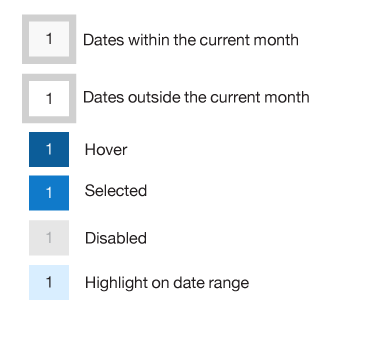 1 Dates within the current month
1 Dates outside the current month
1 Hover
1 Selected
1 Disabled
1 Highlight on date range